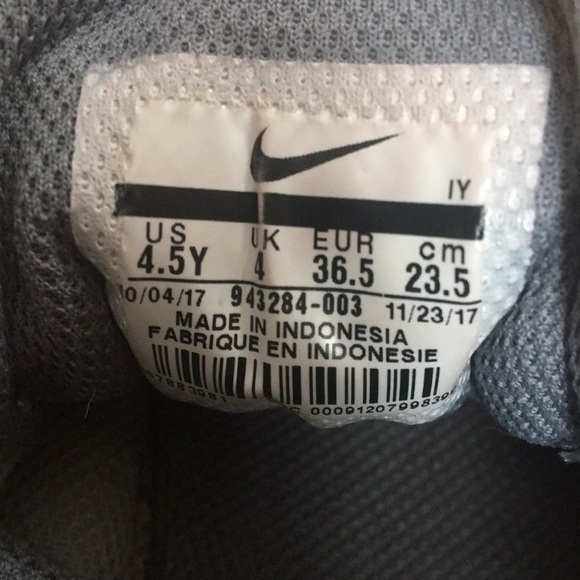 IY
US UK EUR cm
4.5Y 4 36.5 23.5
10/04/17 943284-003 11/23/17
MADE IN INDONESIA
FABRIQUE EN INDONESIE